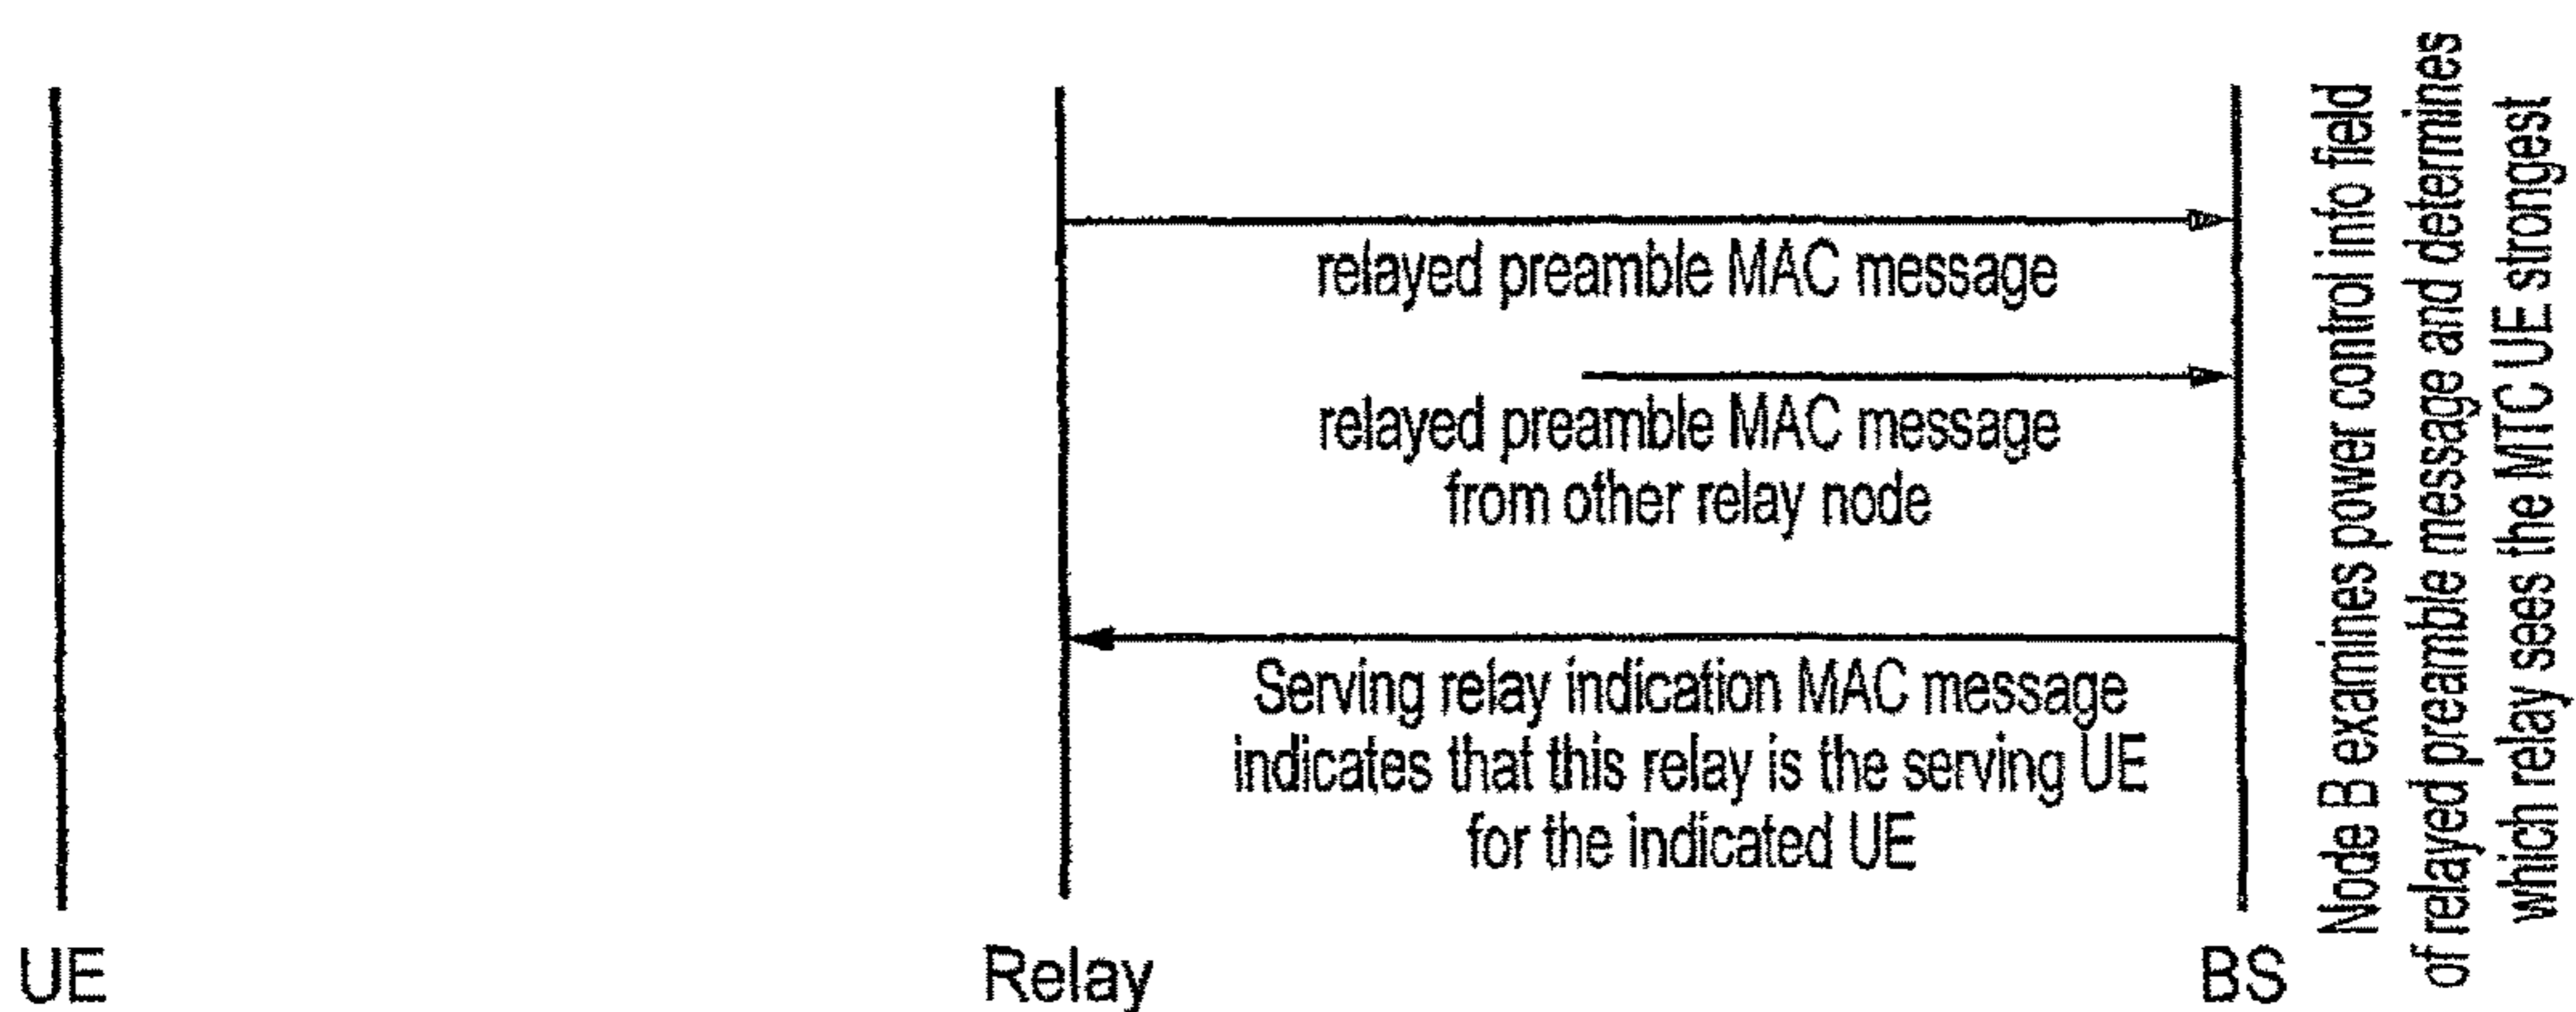 relayed preamble MAC message
relayed preamble MAC message
from other relay node
Serving relay indication MAC message
indicates that this relay is the serving UE
for the indicated UE
UE
Relay
BS
Node B examines power control info field
of relayed preamble message and determines
which relay sees the MTC UE strongest